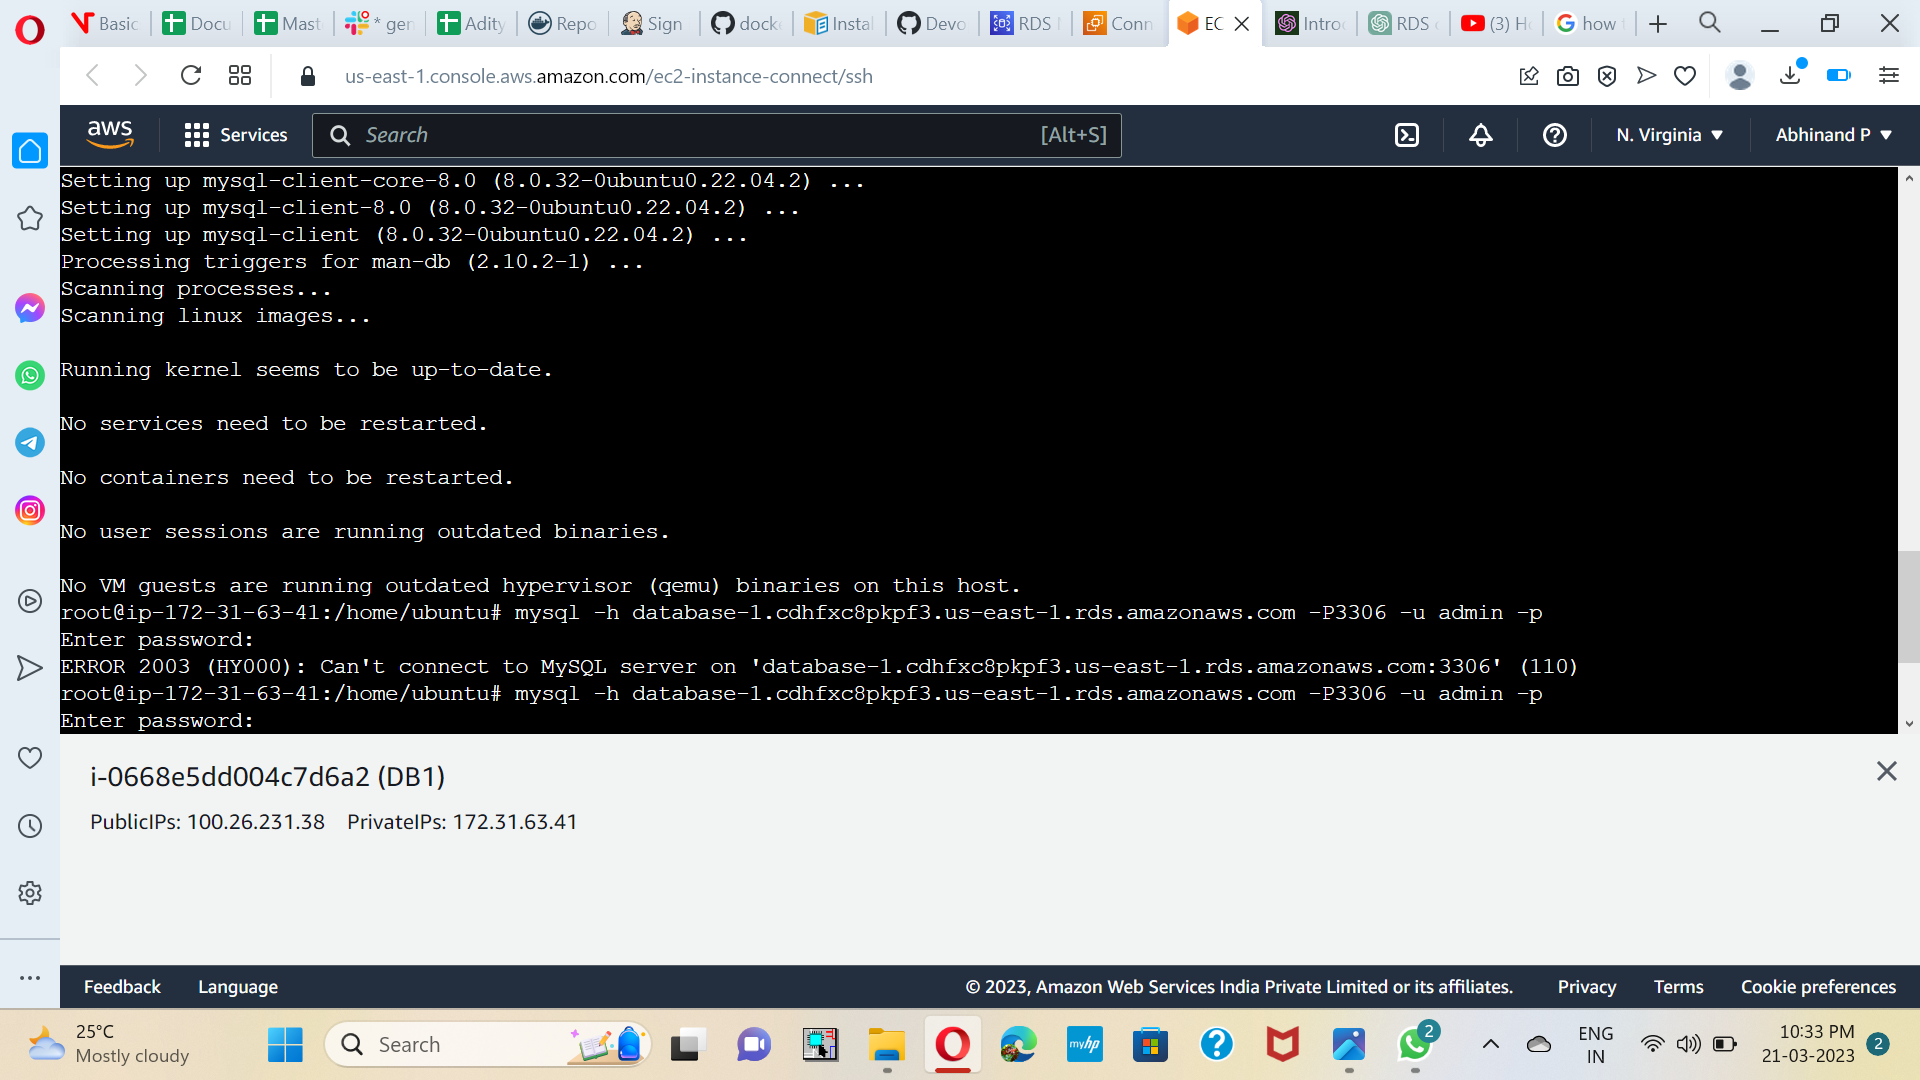 Basic
Docu
Mast
* gen
Adity
Repo
Sign
docke
Instal
Devo
RDS
Conn
EC
Introd
RDS
(3) H
how
us-east-1.console.aws.amazon.com/ec2-instance-connect/ssh
aws
Services
Search
[Alt+S]
N. Virginia
Abhinand P
Setting up mysql-client-core-8.0 (8.0.32-0ubuntu0.22.04.2) ...
Setting up mysql-client-8.0 (8.0.32-0ubuntu0.22.04.2) ...
Setting up mysql-client (8.0.32-0ubuntu0.22.04.2) ...
Processing triggers for man-db (2.10.2-1) ...
Scanning processes...
Scanning linux images...
Running kernel seems to be up-to-date.
No services need to be restarted.
No containers need to be restarted.
No user sessions are running outdated binaries.
No VM guests are running outdated hypervisor (qemu) binaries on this host.
root@ip-172-31-63-41:/home/ubuntu# mysql -h database-1.cdhfxc8pkpf3.us-east-1.rds.amazonaws.com -P3306 -u admin -p
Enter password:
ERROR 2003 (HY000): Can't connect to MySQL server on 'database-1.cdhfxc8pkpf3.us-east-1.rds.amazonaws.com:3306' (110)
root@ip-172-31-63-41:/home/ubuntu# mysql -h database-1.cdhfxc8pkpf3.us-east-1.rds.amazonaws.com -P3306 -u admin -p
Enter password:
i-0668e5dd004c7d6a2 (DB1)
PublicIPs: 100.26.231.38 PrivateIPs: 172.31.63.41
Feedback
Language
© 2023, Amazon Web Services India Private Limited or its affiliates.
Privacy
Terms
Cookie preferences
25°C
Mostly cloudy
Search
myhp
2
ENG
IN
10:33 PM
21-03-2023
2